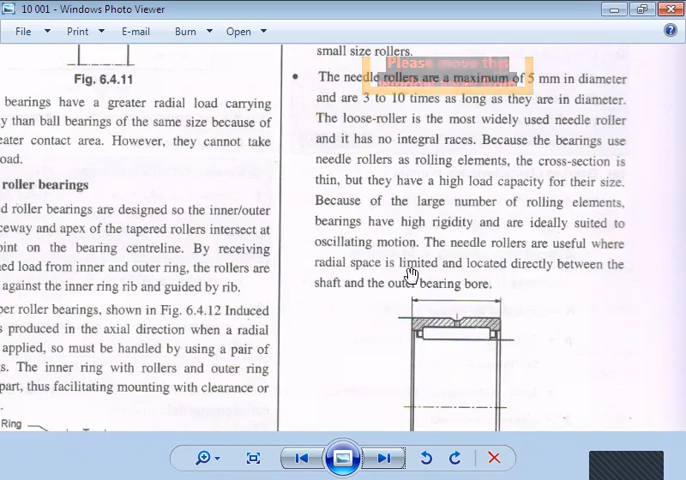 10 001 - Windows Photo Viewer
File Print E-mail Burn Open
Fig. 6.4.11
bearings have a greater radial load carrying
y than ball bearings of the same size because of
eater contact area. However, they cannot take
oad.
roller bearings
ed roller bearings are designed so the inner/outer
ceway and apex of the tapered rollers intersect at
oint on the bearing centreline. By receiving
ned load from inner and outer ring, the rollers are
against the inner ring rib and guided by rib.
per roller bearings, shown in Fig. 6.4.12 Induced
s produced in the axial direction when a radial
applied, so must be handled by using a pair of
s. The inner ring with rollers and outer ring
part, thus facilitating mounting with clearance or
Ring
small size rollers.
Please move this
• The needle rollers are a maximum of 5 mm in diameter
and are 3 to 10 times as long as they are in diameter.
The loose-roller is the most widely used needle roller
and it has no integral races. Because the bearings use
needle rollers as rolling elements, the cross-section is
thin, but they have a high load capacity for their size.
Because of the large number of rolling elements,
bearings have high rigidity and are ideally suited to
oscillating motion. The needle rollers are useful where
radial space is limited and located directly between the
shaft and the outer bearing bore.